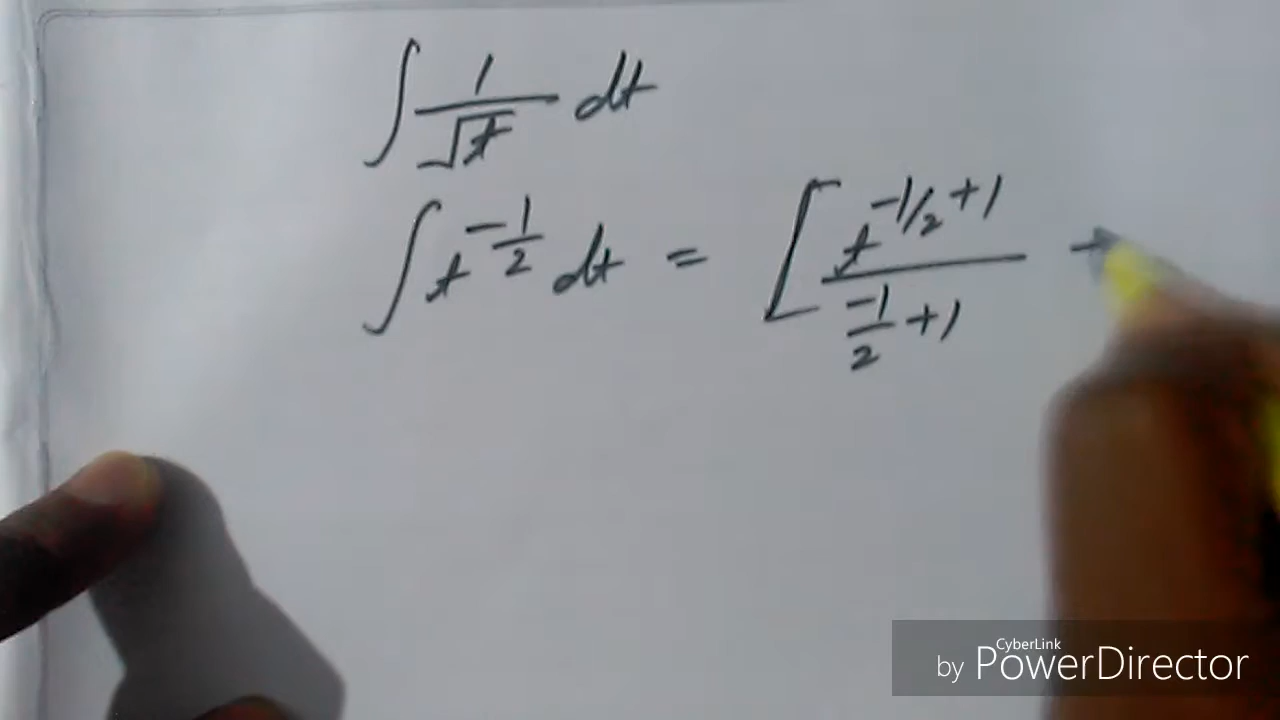 ∫ 1/√t dt
∫ t^(-1/2) dt = [ t^(-1/2+1) / (-1/2+1) +
CyberLink
by PowerDirector